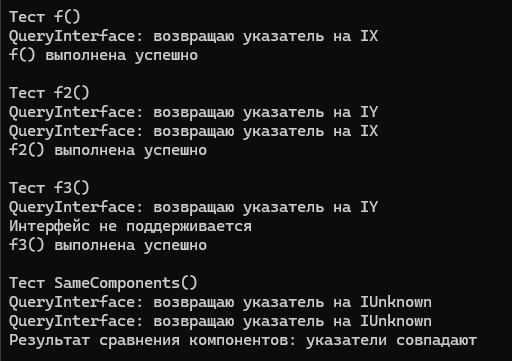 Тест f()
QueryInterface: возвращаю указатель на IX
f() выполнена успешно
Тест f2()
QueryInterface: возвращаю указатель на IY
QueryInterface: возвращаю указатель на IX
f2() выполнена успешно
Тест f3()
QueryInterface: возвращаю указатель на IY
Интерфейс не поддерживается
f3() выполнена успешно
Тест SameComponents()
QueryInterface: возвращаю указатель на IUnknown
QueryInterface: возвращаю указатель на IUnknown
Результат сравнения компонентов: указатели совпадают